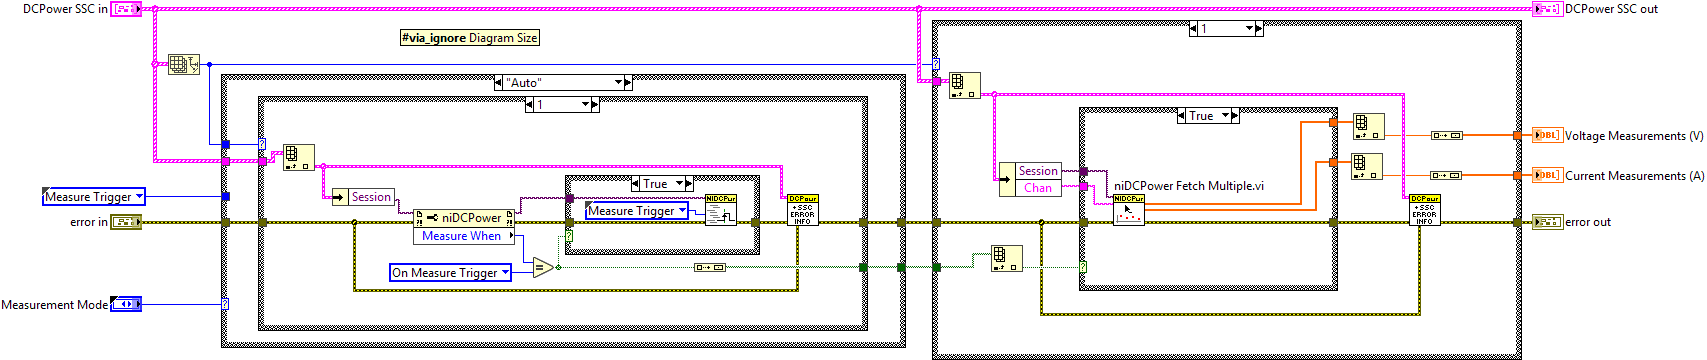 DCPower SSC in
DCPower SSC out
1
#via_ignore Diagram Size
"Auto"
1
True
niDCPower Fetch Multiple.vi
Voltage Measurements (V)
Session
Chan
Current Measurements (A)
True
Session
Measure Trigger
NIDCPwr
Measure Trigger
DCPowr
+SSC
ERROR
INFO
NIDCPwr
DCPowr
+SSC
ERROR
INFO
DBL
DBL
error in
niDCPower
error out
Measure When
On Measure Trigger
=
Measurement Mode